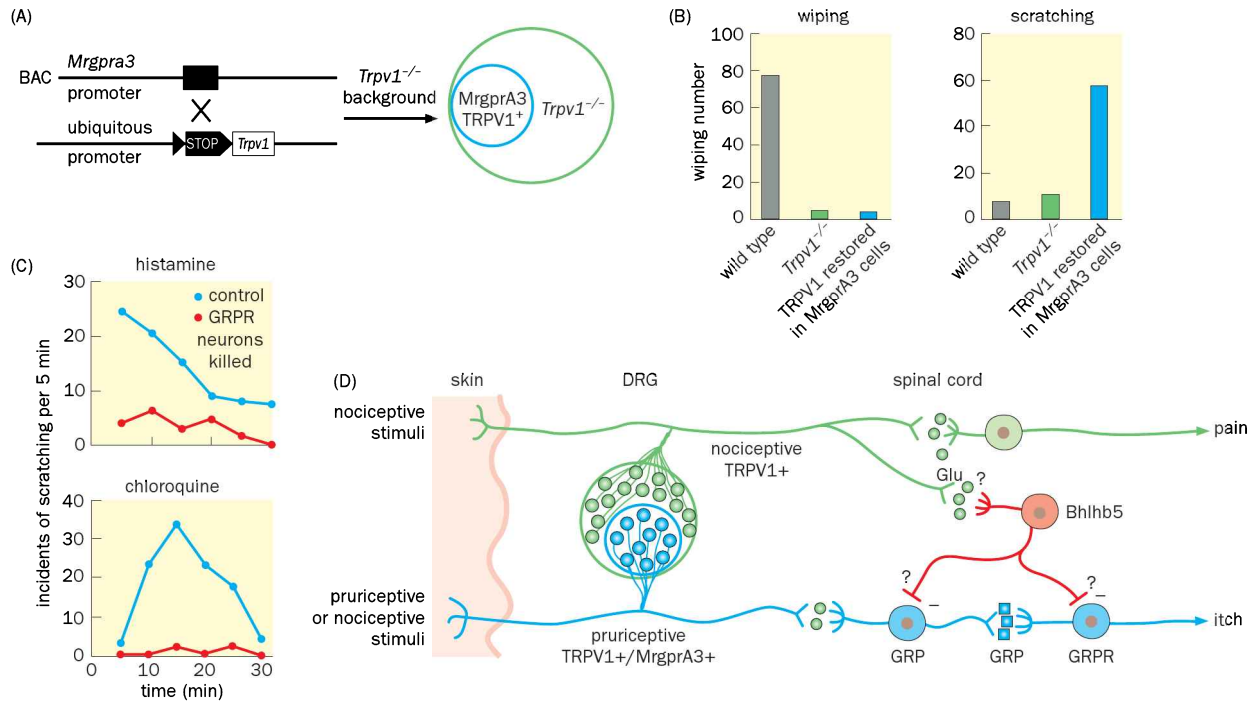 (A)
Mrgpra3
BAC
promoter
ubiquitous
promoter
STOP
Trpv1
Trpv1⁻/⁻
background
MrgprA3
TRPV1⁺
Trpv1⁻/⁻
(B)
wiping
wiping number
100
80
60
40
20
0
wild type
Trpv1⁻/⁻
TRPV1 restored
in MrgprA3 cells
scratching
80
60
40
20
0
wild type
Trpv1⁻/⁻
TRPV1 restored
in MrgprA3 cells
(C)
histamine
incidents of scratching per 5 min
30
20
10
0
control
GRPR
neurons
killed
chloroquine
40
30
20
10
0
0 10 20 30
time (min)
(D)
skin
DRG
spinal cord
nociceptive
stimuli
nociceptive
TRPV1+
Glu
?
pain
Bhlhb5
?
–
?
–
pruriceptive
or nociceptive
stimuli
pruriceptive
TRPV1+/MrgprA3+
GRP
GRP
GRPR
itch